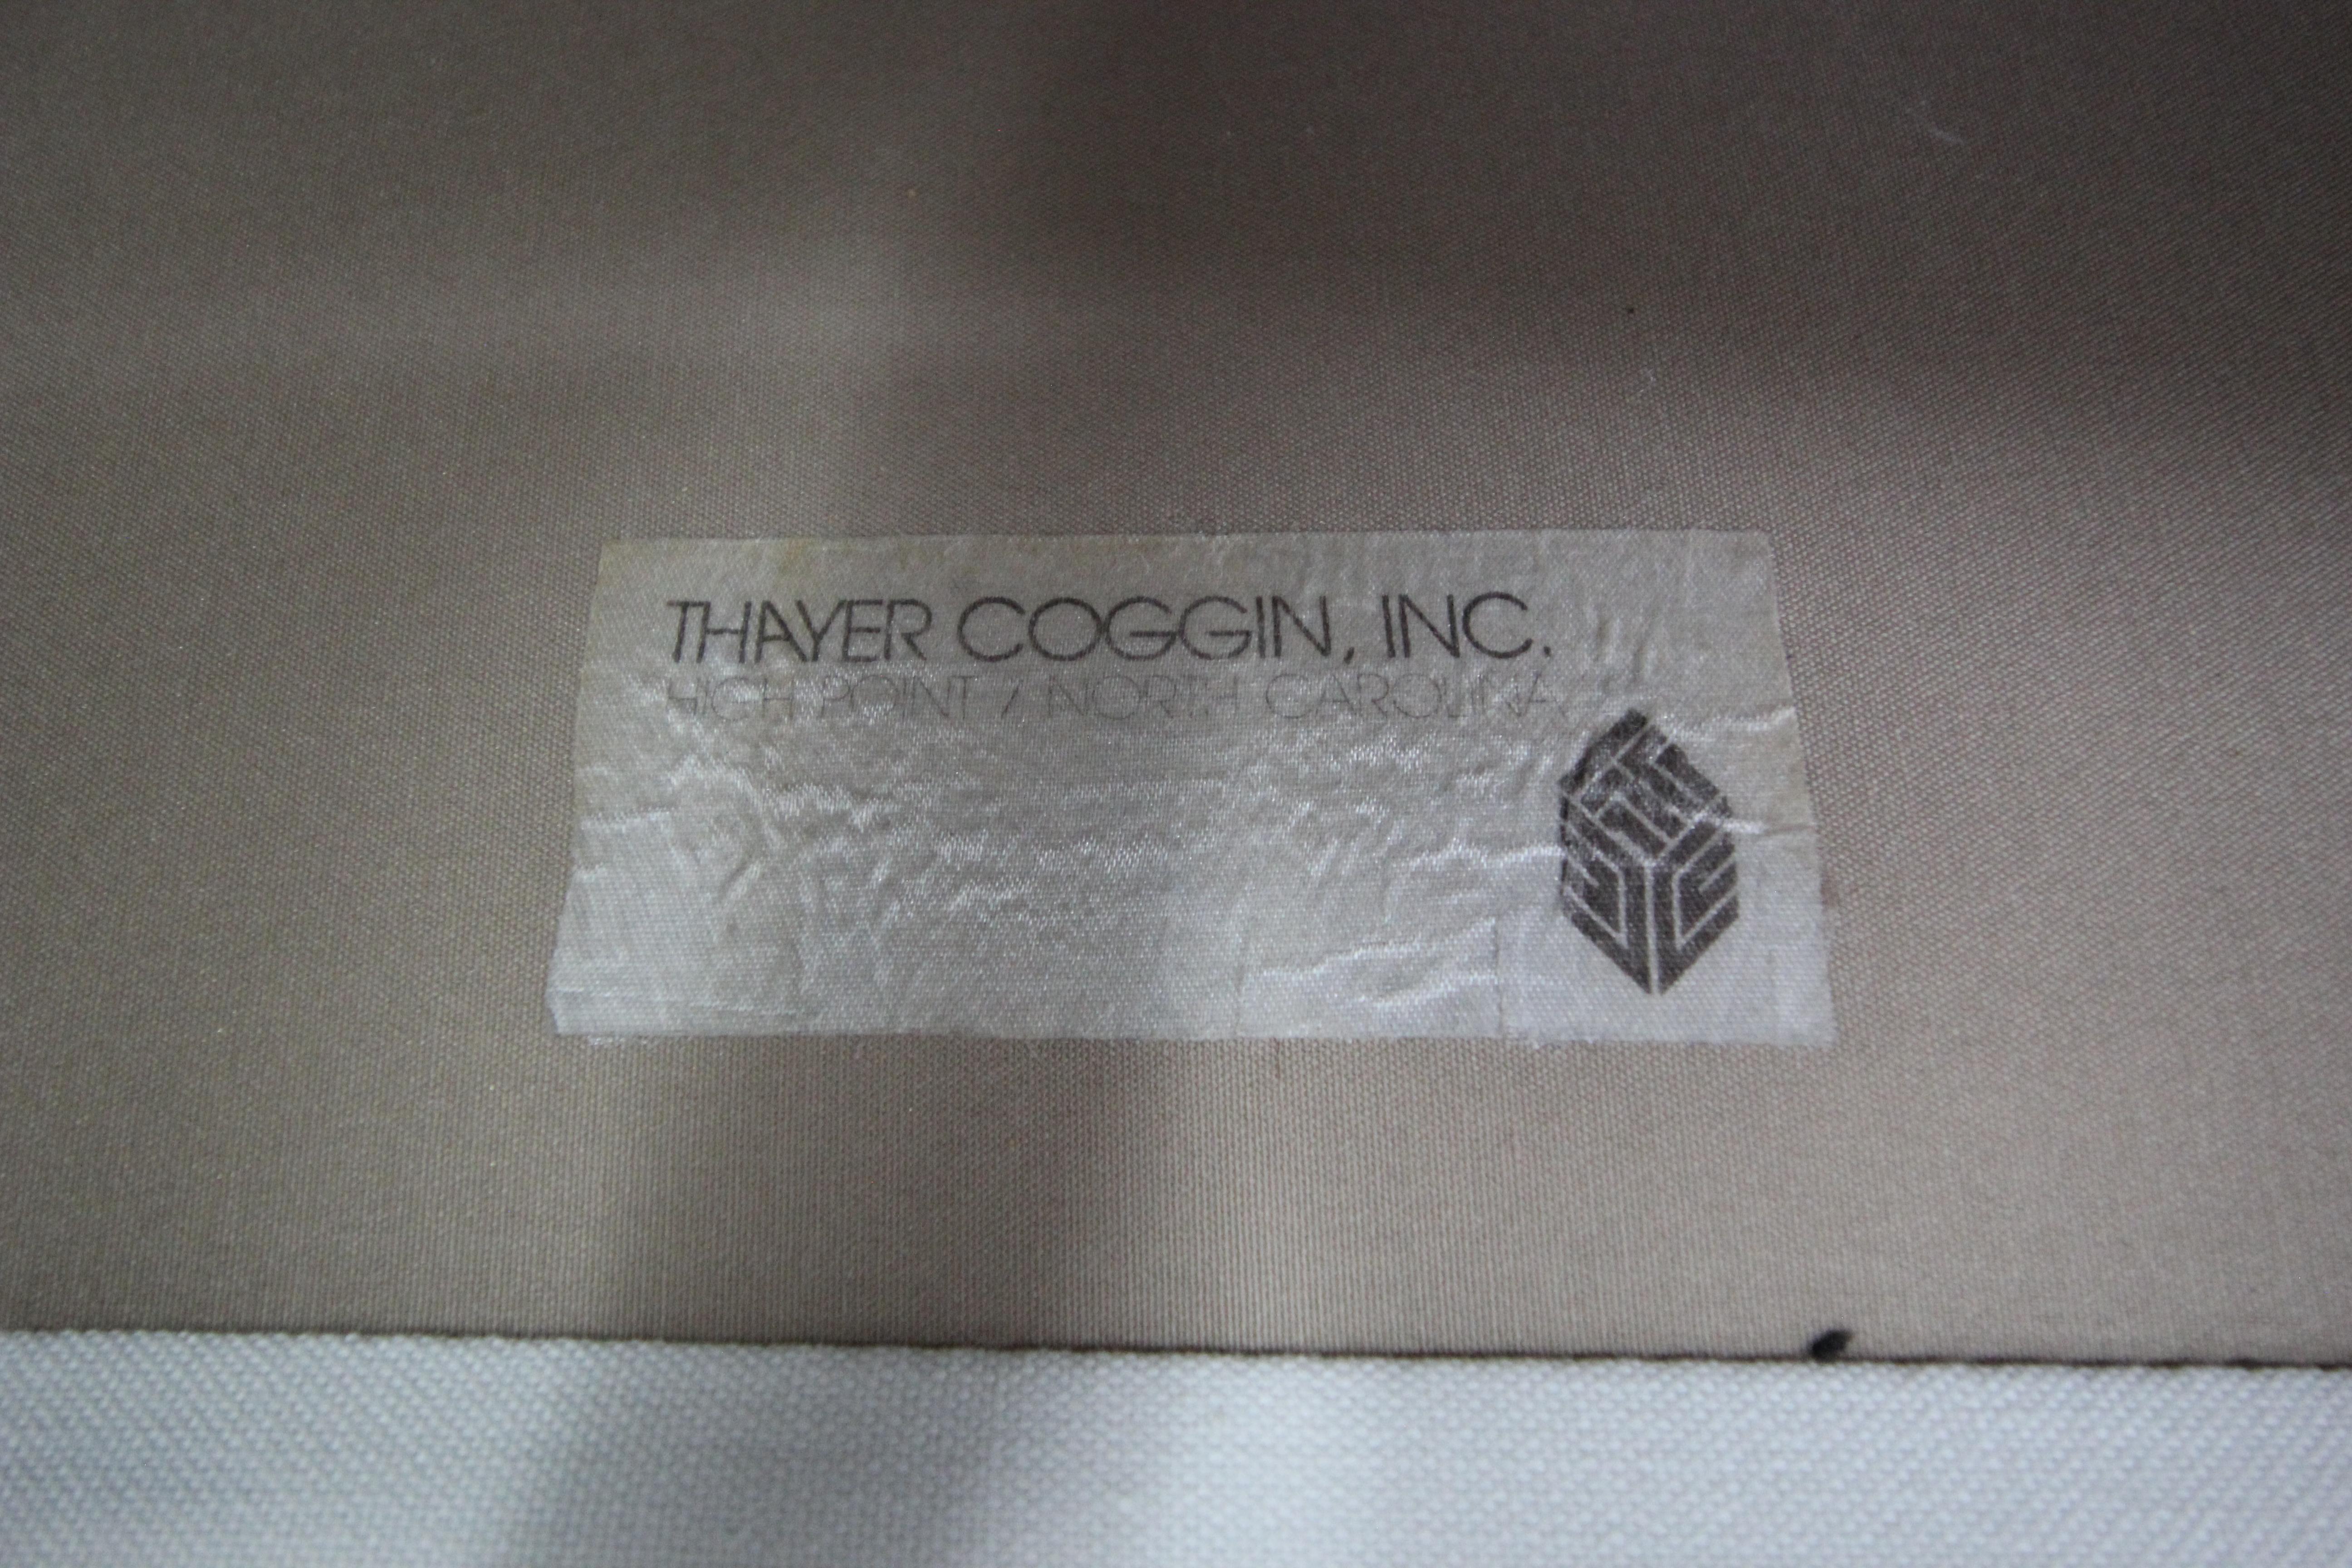 THAYER COGGIN, INC.
HIGH POINT / NORTH CAROLINA